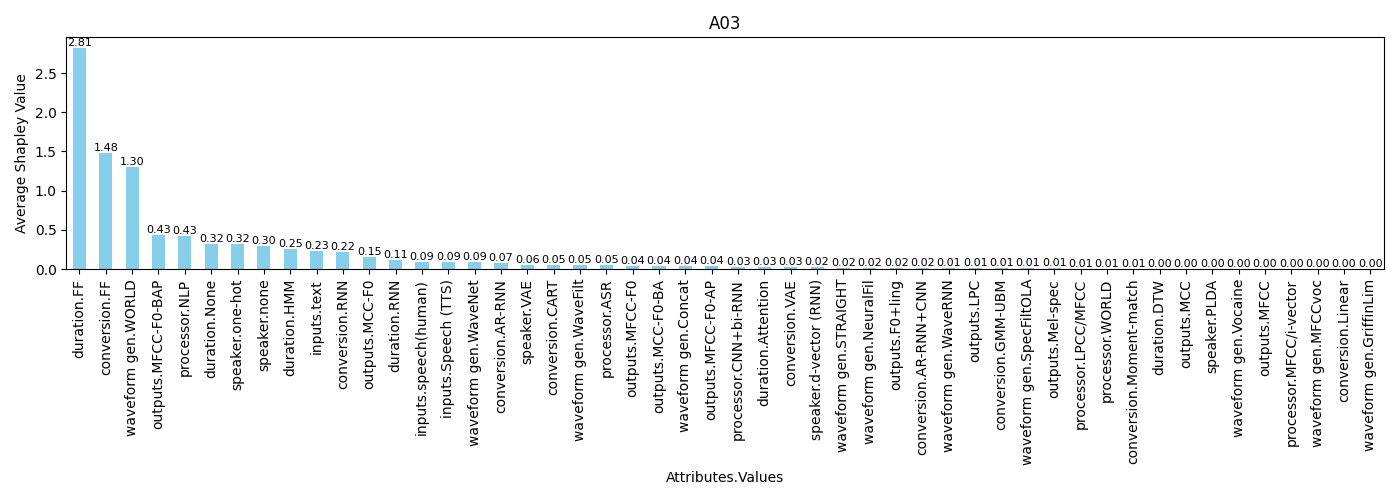 A03
Average Shapley Value
2.5
2.0
1.5
1.0
0.5
0.0
2.81 1.48 1.30 0.43 0.43 0.32 0.32 0.30 0.25 0.23 0.22 0.15 0.11 0.09 0.09 0.09 0.07 0.06 0.05 0.05 0.05 0.04 0.04 0.04 0.04 0.03 0.03 0.03 0.02 0.02 0.02 0.02 0.02 0.01 0.01 0.01 0.01 0.01 0.01 0.01 0.01 0.00 0.00 0.00 0.00 0.00 0.00 0.00 0.00 0.00
duration.FF
conversion.FF
waveform gen.WORLD
outputs.MFCC-F0-BAP
processor.NLP
duration.None
speaker.one-hot
speaker.none
duration.HMM
inputs.text
conversion.RNN
outputs.MCC-F0
duration.RNN
inputs.speech(human)
inputs.Speech (TTS)
waveform gen.WaveNet
conversion.AR-RNN
speaker.VAE
conversion.CART
waveform gen.WaveFilt
processor.ASR
outputs.MFCC-F0
outputs.MCC-F0-BA
waveform gen.Concat
outputs.MFCC-F0-AP
processor.CNN+bi-RNN
duration.Attention
conversion.VAE
speaker.d-vector (RNN)
waveform gen.STRAIGHT
waveform gen.NeuralFil
outputs.F0+ling
conversion.AR-RNN+CNN
waveform gen.WaveRNN
outputs.LPC
conversion.GMM-UBM
waveform gen.SpecFiltOLA
outputs.Mel-spec
processor.LPCC/MFCC
processor.WORLD
conversion.Moment-match
duration.DTW
outputs.MCC
speaker.PLDA
waveform gen.Vocaine
outputs.MFCC
processor.MFCC/i-vector
waveform gen.MFCCvoc
conversion.Linear
waveform gen.GriffinLim
Attributes.Values